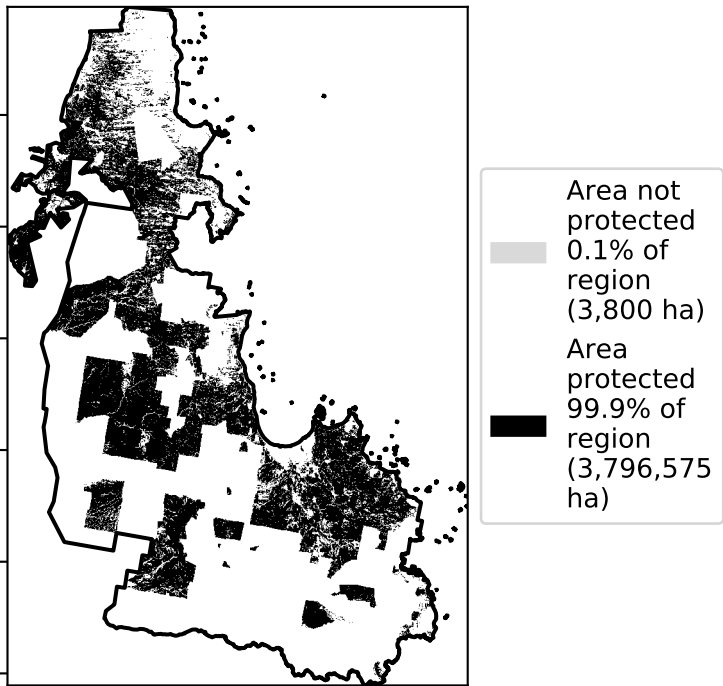 Area not
protected
0.1% of
region
(3,800 ha)
Area
protected
99.9% of
region
(3,796,575
ha)